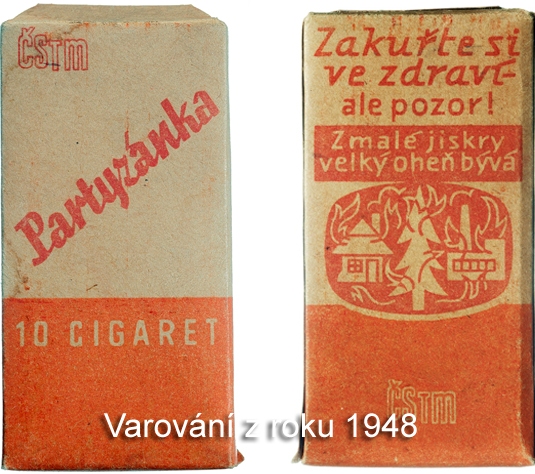 ČSTM
Partyzánka
10 CIGARET
Zakuřte si
ve zdraví-
ale pozor!
Z malé jiskry
velký oheň bývá
ČSTM
Varování z roku 1948